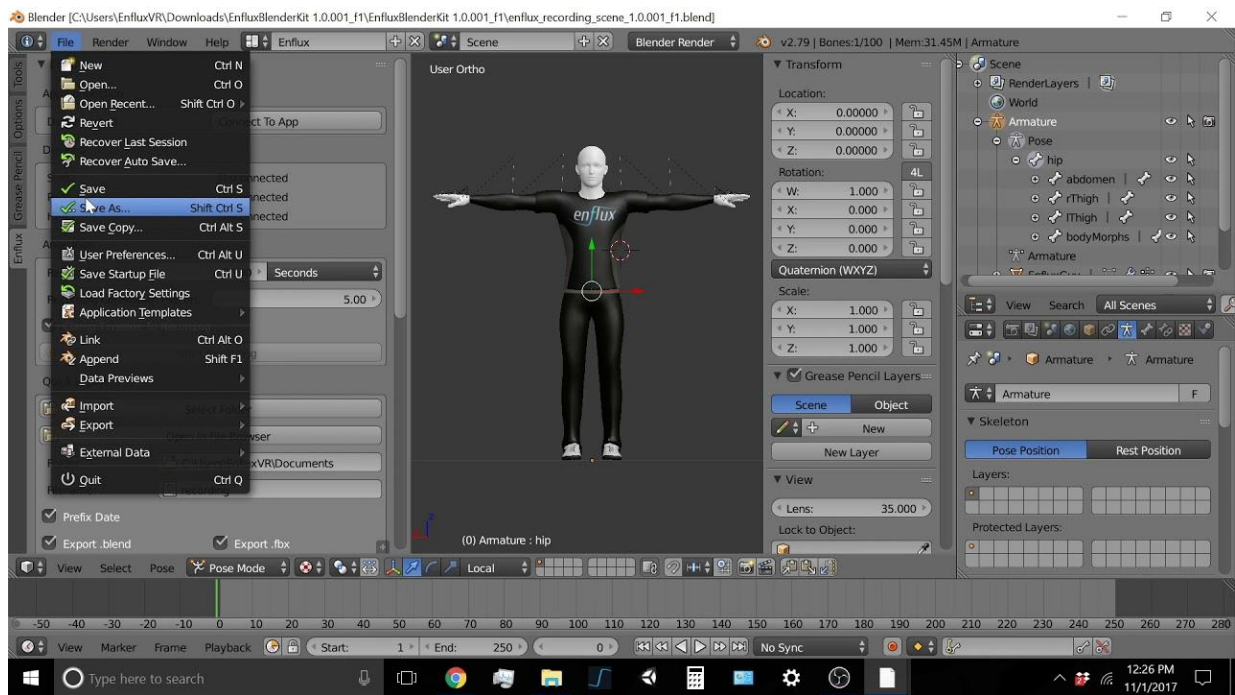 Blender [C:\Users\EnfluxVR\Downloads\EnfluxBlenderKit 1.0.001_f1\EnfluxBlenderKit 1.0.001_f1\enflux_recording_scene_1.0.001_f1.blend]
File Render Window Help Enflux Scene Blender Render v2.79 | Bones:1/100 | Mem:31.45M | Armature
Tools
Options
Grease Pencil
Enflux
New Ctrl N
Open... Ctrl O
Open Recent... Shift Ctrl O
Revert
Recover Last Session
Recover Auto Save...
Save Ctrl S
Save As... Shift Ctrl S
Save Copy... Ctrl Alt S
User Preferences... Ctrl Alt U
Save Startup File Ctrl U
Load Factory Settings
Application Templates
Link Ctrl Alt O
Append Shift F1
Data Previews
Import
Export
External Data
Quit Ctrl Q
To App
Seconds
5.00
\Documents
Prefix Date
Export .blend Export .fbx
User Ortho
enflux
(0) Armature : hip
Transform
Location:
X: 0.00000
Y: 0.00000
Z: 0.00000
Rotation: 4L
W: 1.000
X: 0.000
Y: 0.000
Z: 0.000
Quaternion (WXYZ)
Scale:
X: 1.000
Y: 1.000
Z: 1.000
Grease Pencil Layers
Scene Object
New
New Layer
View
Lens: 35.000
Lock to Object:
Scene
RenderLayers
World
Armature
Pose
hip
abdomen
rThigh
lThigh
bodyMorphs
Armature
View Search All Scenes
Armature Armature
Armature F
Skeleton
Pose Position Rest Position
Layers:
Protected Layers:
View Select Pose Pose Mode Local
-50 -40 -30 -20 -10 0 10 20 30 40 50 60 70 80 90 100 110 120 130 140 150 160 170 180 190 200 210 220 230 240 250 260 270 280
View Marker Frame Playback Start: 1 End: 250 0 No Sync
Type here to search
12:26 PM
11/1/2017